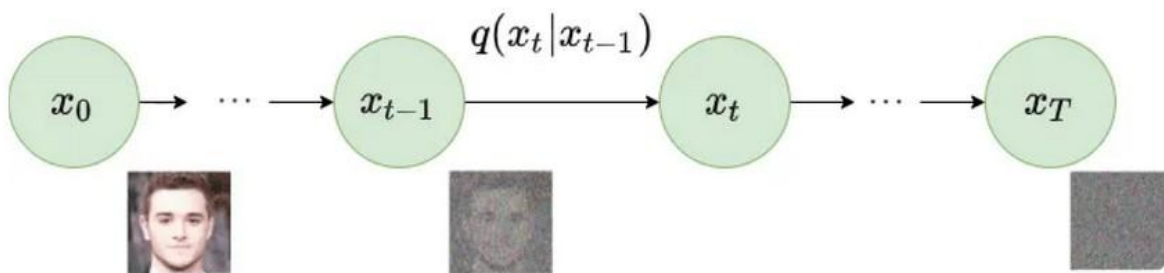 q(x_t|x_{t-1})
x_0 ··· x_{t-1} x_t ··· x_T